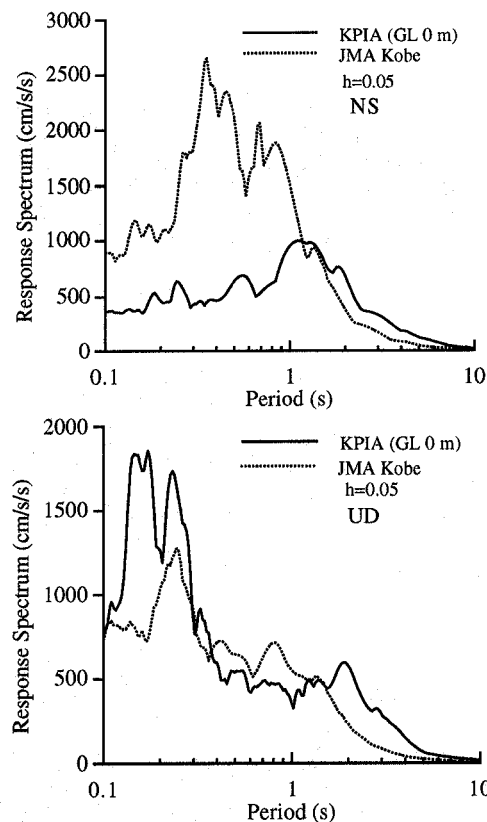 3000
2500
2000
1500
1000
500
0
Response Spectrum (cm/s/s)
KPIA (GL 0 m)
JMA Kobe
h=0.05
NS
0.1
1
10
Period (s)
2000
1500
1000
500
0
Response Spectrum (cm/s/s)
KPIA (GL 0 m)
JMA Kobe
h=0.05
UD
0.1
1
10
Period (s)